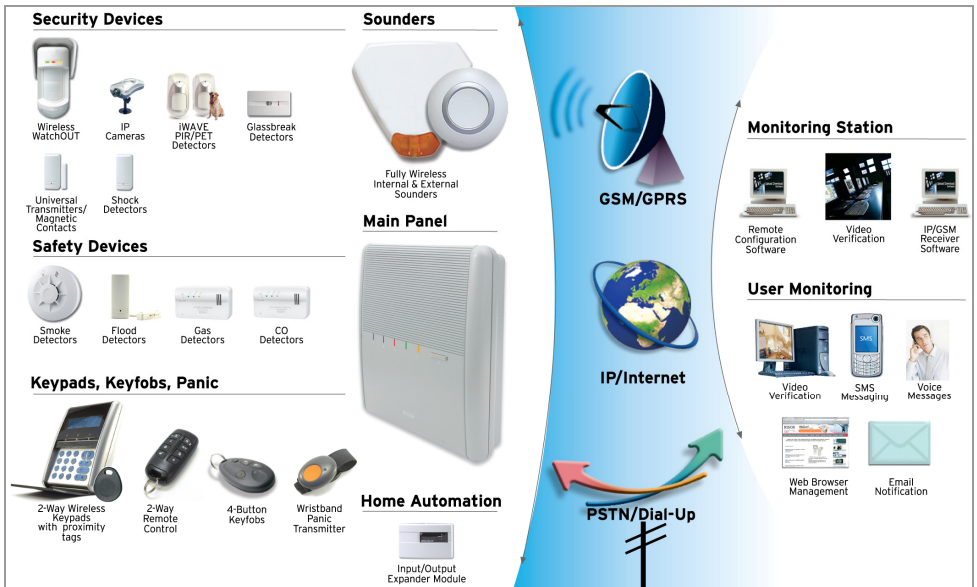 Security Devices
Wireless
WatchOUT
IP
Cameras
iWAVE
PIR/PET
Detectors
Glassbreak
Detectors
Universal
Transmitters/
Magnetic
Contacts
Shock
Detectors
Safety Devices
Smoke
Detectors
Flood
Detectors
Gas
Detectors
CO
Detectors
Keypads, Keyfobs, Panic
2-Way Wireless
Keypads
with proximity
tags
2-Way
Remote
Control
4-Button
Keyfobs
Wristband
Panic
Transmitter
Sounders
Fully Wireless
Internal & External
Sounders
Main Panel
Home Automation
Input/Output
Expander Module
GSM/GPRS
IP/Internet
PSTN/Dial-Up
Monitoring Station
Remote
Configuration
Software
Video
Verification
IP/GSM
Receiver
Software
User Monitoring
Video
Verification
SMS
SMS
Messaging
Voice
Messages
Web Browser
Management
Email
Notification